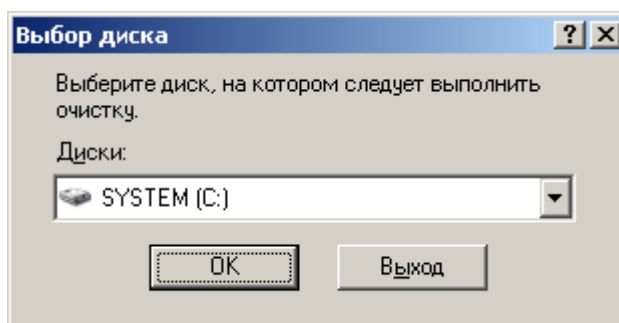 Выбор диска
Выберите диск, на котором следует выполнить
очистку.
Диски:
SYSTEM (C:)
OK
Выход